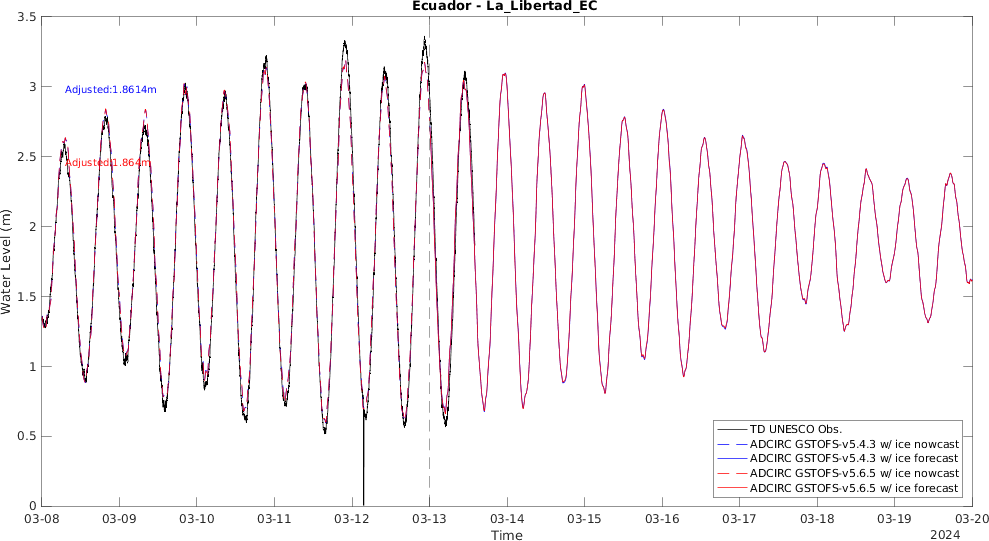 Ecuador - La_Libertad_EC
3.5
3
2.5
2
1.5
1
0.5
0
Water Level (m)
Adjusted:1.8614m
Adjusted:1.864m
TD UNESCO Obs.
ADCIRC GSTOFS-v5.4.3 w/ ice nowcast
ADCIRC GSTOFS-v5.4.3 w/ ice forecast
ADCIRC GSTOFS-v5.6.5 w/ ice nowcast
ADCIRC GSTOFS-v5.6.5 w/ ice forecast
03-08 03-09 03-10 03-11 03-12 03-13 03-14 03-15 03-16 03-17 03-18 03-19 03-20
Time
2024